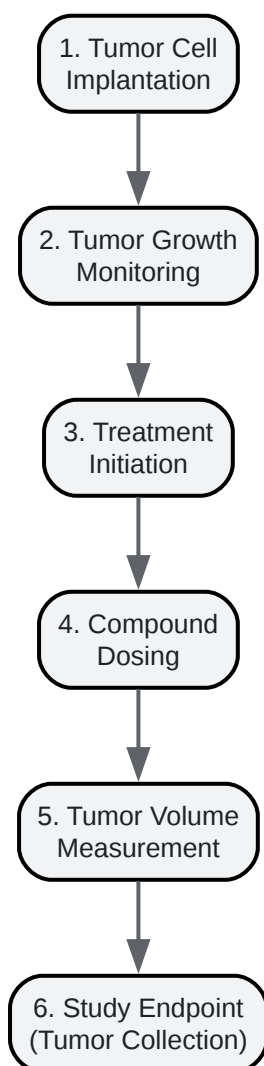 1. Tumor Cell
Implantation
2. Tumor Growth
Monitoring
3. Treatment
Initiation
4. Compound
Dosing
5. Tumor Volume
Measurement
6. Study Endpoint
(Tumor Collection)